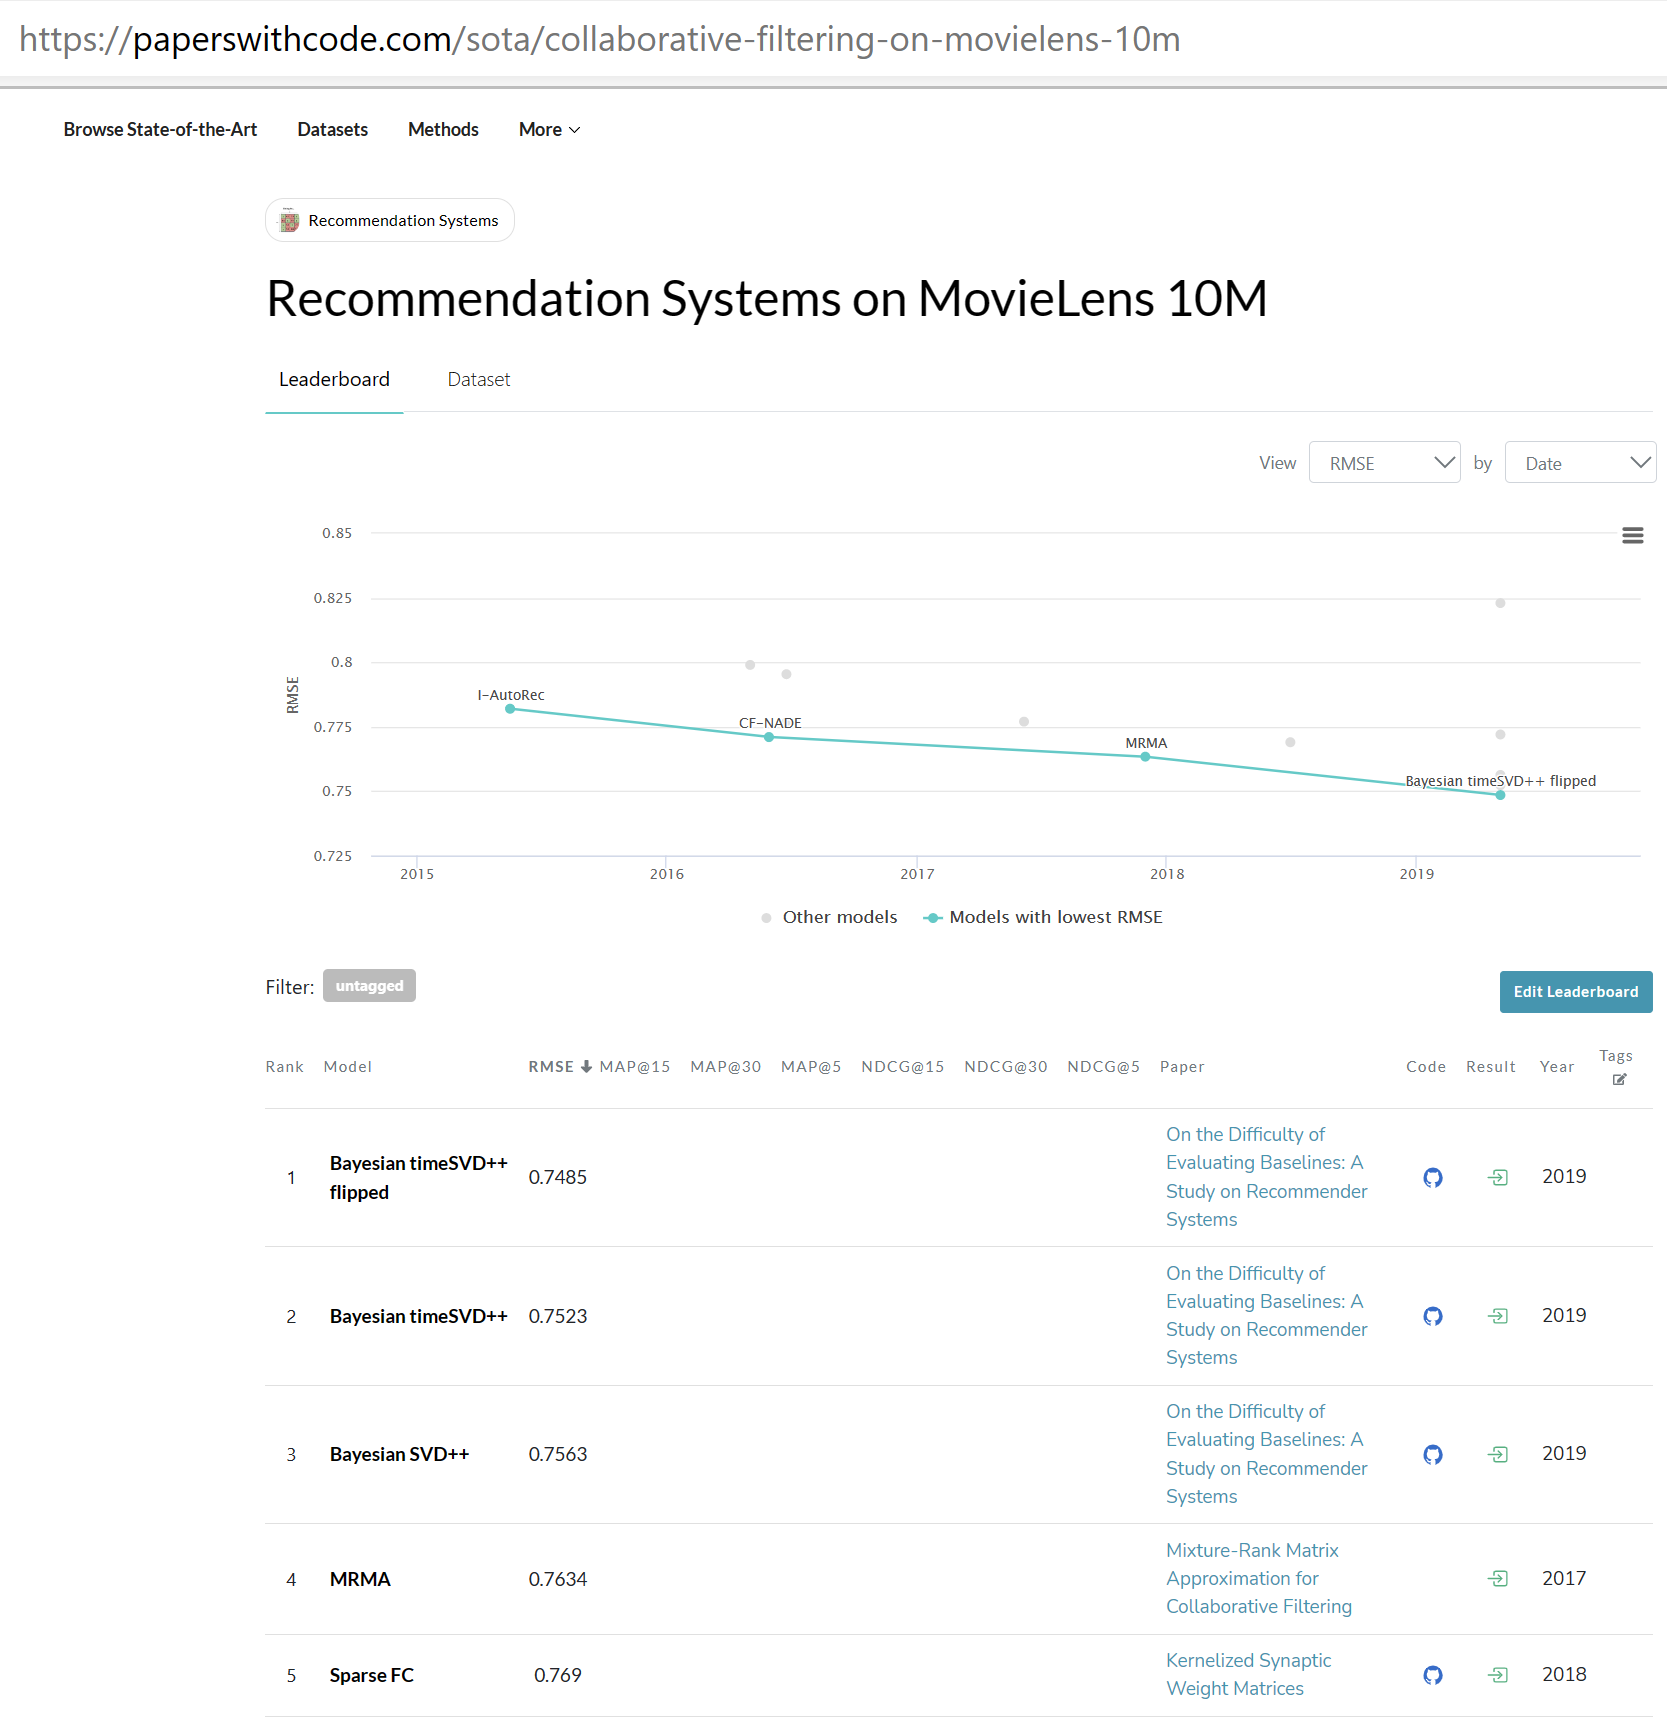 https://paperswithcode.com/sota/collaborative-filtering-on-movielens-10m
Browse State-of-the-Art Datasets Methods More
Recommendation Systems
Recommendation Systems on MovieLens 10M
Leaderboard Dataset
View RMSE by Date
0.85
0.825
0.8
0.775
0.75
0.725
RMSE
I-AutoRec
CF-NADE
MRMA
Bayesian timeSVD++ flipped
2015 2016 2017 2018 2019
Other models Models with lowest RMSE
Filter: untagged
Edit Leaderboard
Rank Model RMSE MAP@15 MAP@30 MAP@5 NDCG@15 NDCG@30 NDCG@5 Paper Code Result Year Tags
1 Bayesian timeSVD++ flipped 0.7485 On the Difficulty of
Evaluating Baselines: A
Study on Recommender
Systems 2019
2 Bayesian timeSVD++ 0.7523 On the Difficulty of
Evaluating Baselines: A
Study on Recommender
Systems 2019
3 Bayesian SVD++ 0.7563 On the Difficulty of
Evaluating Baselines: A
Study on Recommender
Systems 2019
4 MRMA 0.7634 Mixture-Rank Matrix
Approximation for
Collaborative Filtering 2017
5 Sparse FC 0.769 Kernelized Synaptic
Weight Matrices 2018